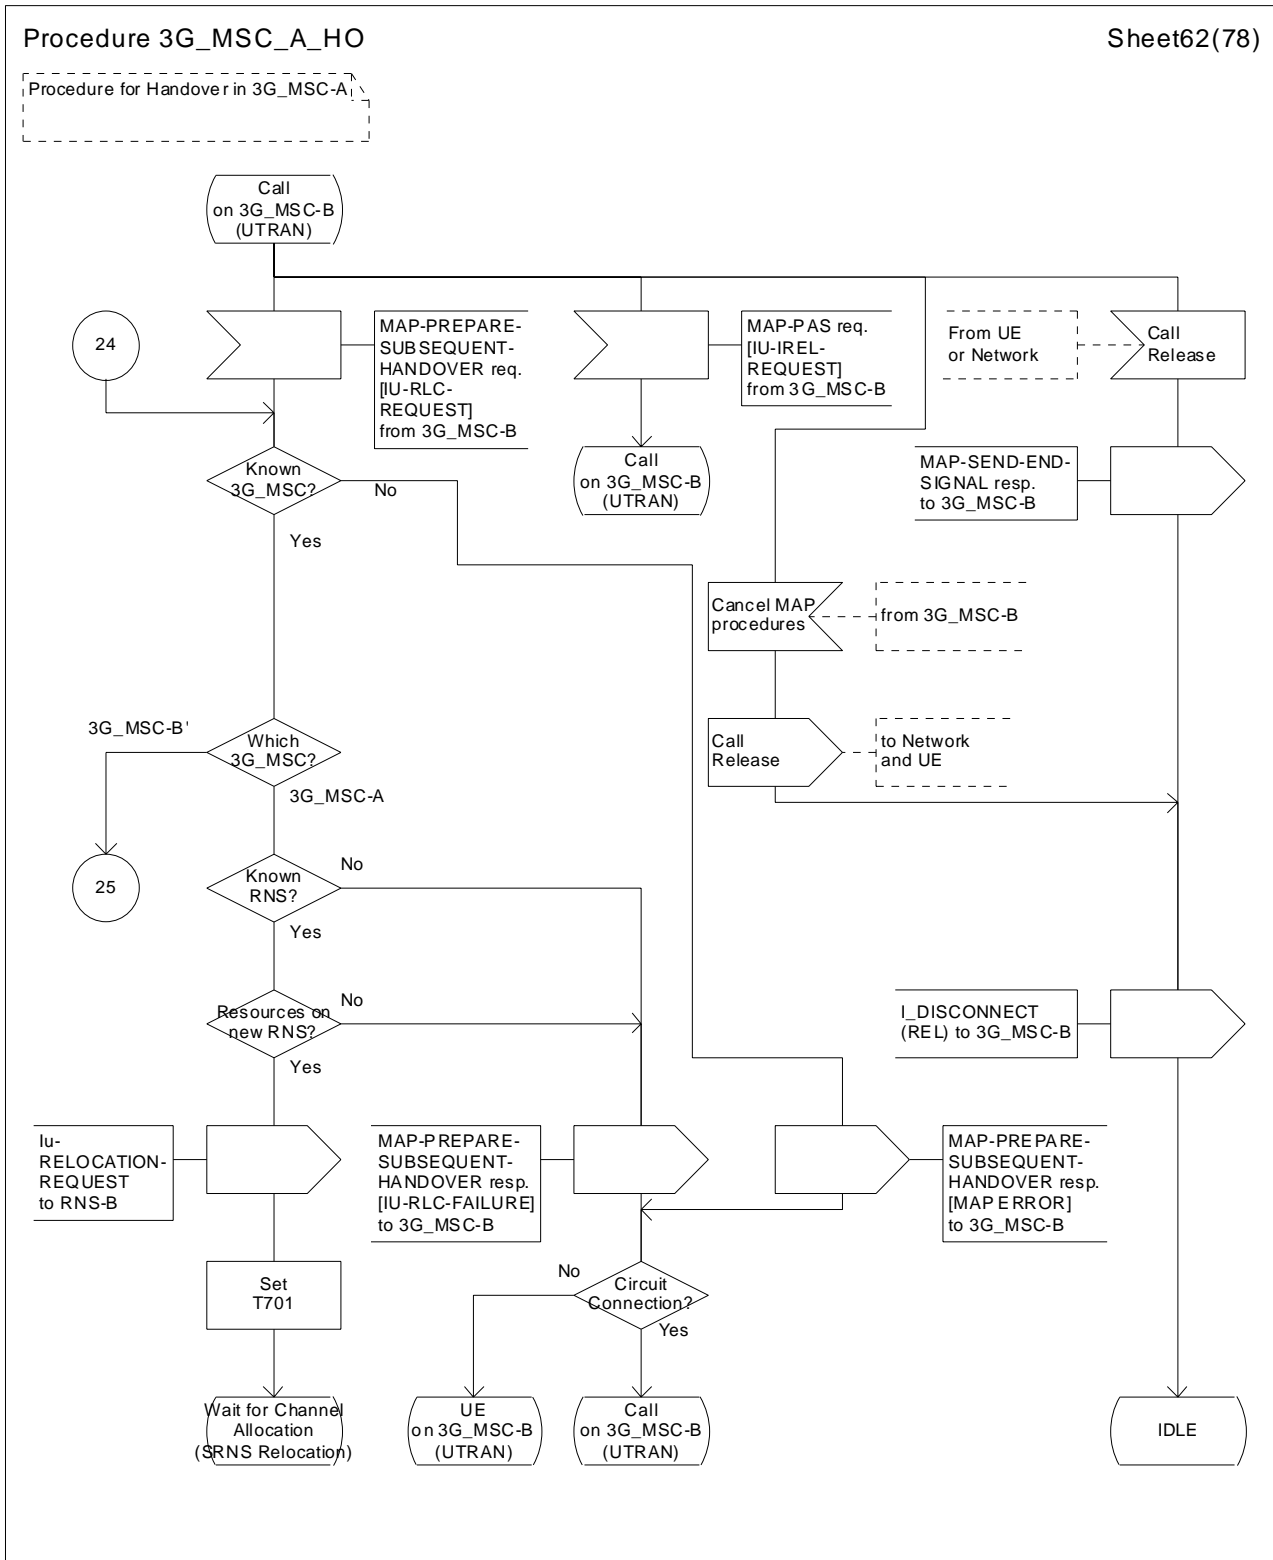 Procedure 3G_MSC_A_HO
Sheet62(78)
Procedure for Handover in 3G_MSC-A
Call
on 3G_MSC-B
(UTRAN)
24
MAP-PREPARE-
SUBSEQUENT-
HANDOVER req.
[IU-RLC-
REQUEST]
from 3G_MSC-B
MAP-PAS req.
[IU-IREL-
REQUEST]
from 3G_MSC-B
From UE
or Network
Call
Release
Known
3G_MSC?
No
Yes
Call
on 3G_MSC-B
(UTRAN)
MAP-SEND-END-
SIGNAL resp.
to 3G_MSC-B
Cancel MAP
procedures
from 3G_MSC-B
3G_MSC-B'
Which
3G_MSC?
3G_MSC-A
Call
Release
to Network
and UE
25
Known
RNS?
No
Yes
Resources on
new RNS?
No
Yes
I_DISCONNECT
(REL) to 3G_MSC-B
Iu-
RELOCATION-
REQUEST
to RNS-B
MAP-PREPARE-
SUBSEQUENT-
HANDOVER resp.
[IU-RLC-FAILURE]
to 3G_MSC-B
MAP-PREPARE-
SUBSEQUENT-
HANDOVER resp.
[MAP ERROR]
to 3G_MSC-B
Set
T701
No
Circuit
Connection?
Yes
Wait for Channel
Allocation
(SRNS Relocation)
UE
on 3G_MSC-B
(UTRAN)
Call
on 3G_MSC-B
(UTRAN)
IDLE